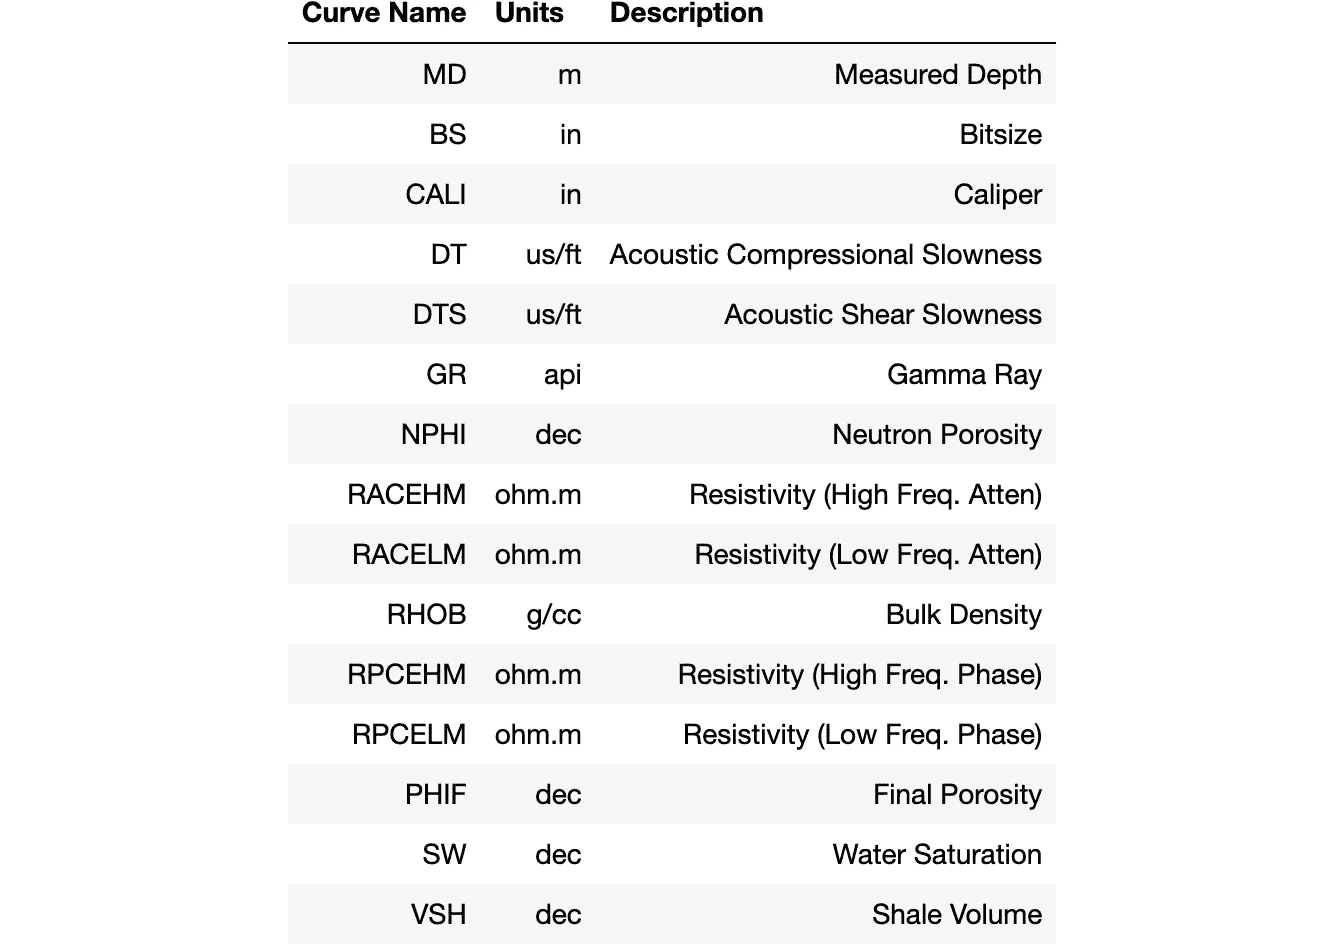 Curve Name Units Description
MD m Measured Depth
BS in Bitsize
CALI in Caliper
DT us/ft Acoustic Compressional Slowness
DTS us/ft Acoustic Shear Slowness
GR api Gamma Ray
NPHI dec Neutron Porosity
RACEHM ohm.m Resistivity (High Freq. Atten)
RACELM ohm.m Resistivity (Low Freq. Atten)
RHOB g/cc Bulk Density
RPCEHM ohm.m Resistivity (High Freq. Phase)
RPCELM ohm.m Resistivity (Low Freq. Phase)
PHIF dec Final Porosity
SW dec Water Saturation
VSH dec Shale Volume